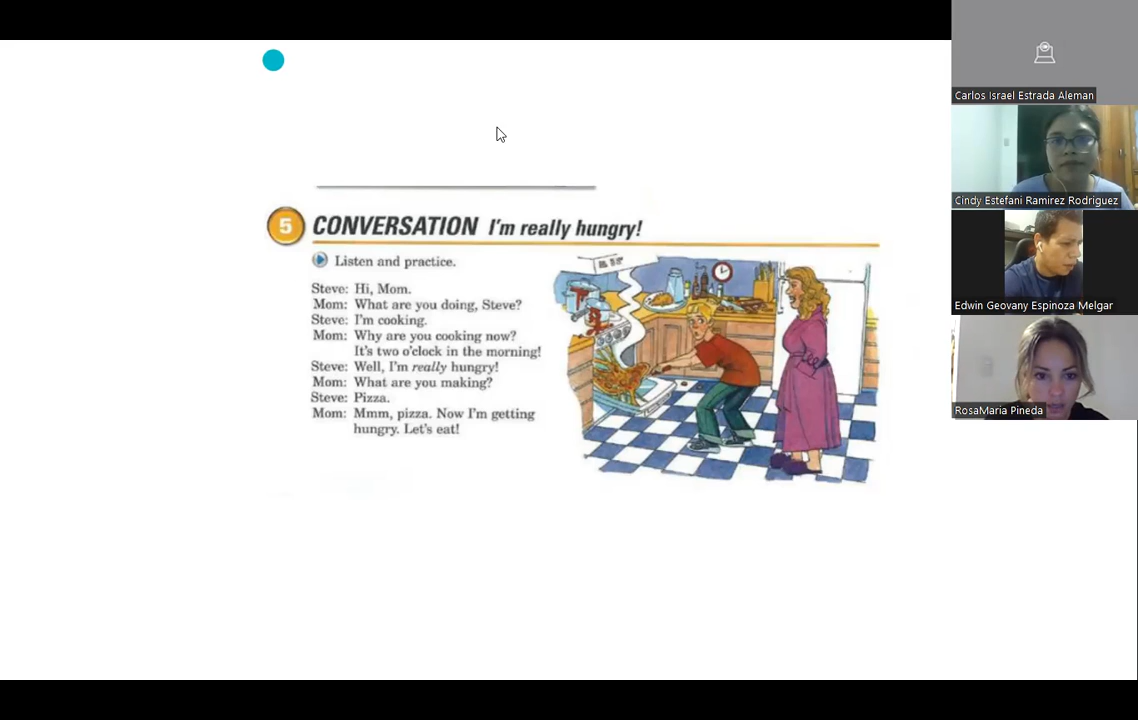 5 CONVERSATION I'm really hungry!
Listen and practice.
Steve: Hi, Mom.
Mom: What are you doing, Steve?
Steve: I'm cooking.
Mom: Why are you cooking now?
It's two o'clock in the morning!
Steve: Well, I'm really hungry!
Mom: What are you making?
Steve: Pizza.
Mom: Mmm, pizza. Now I'm getting
hungry. Let's eat!
Carlos Israel Estrada Aleman
Cindy Estefani Ramirez Rodriguez
Edwin Geovany Espinoza Melgar
RosaMaria Pineda